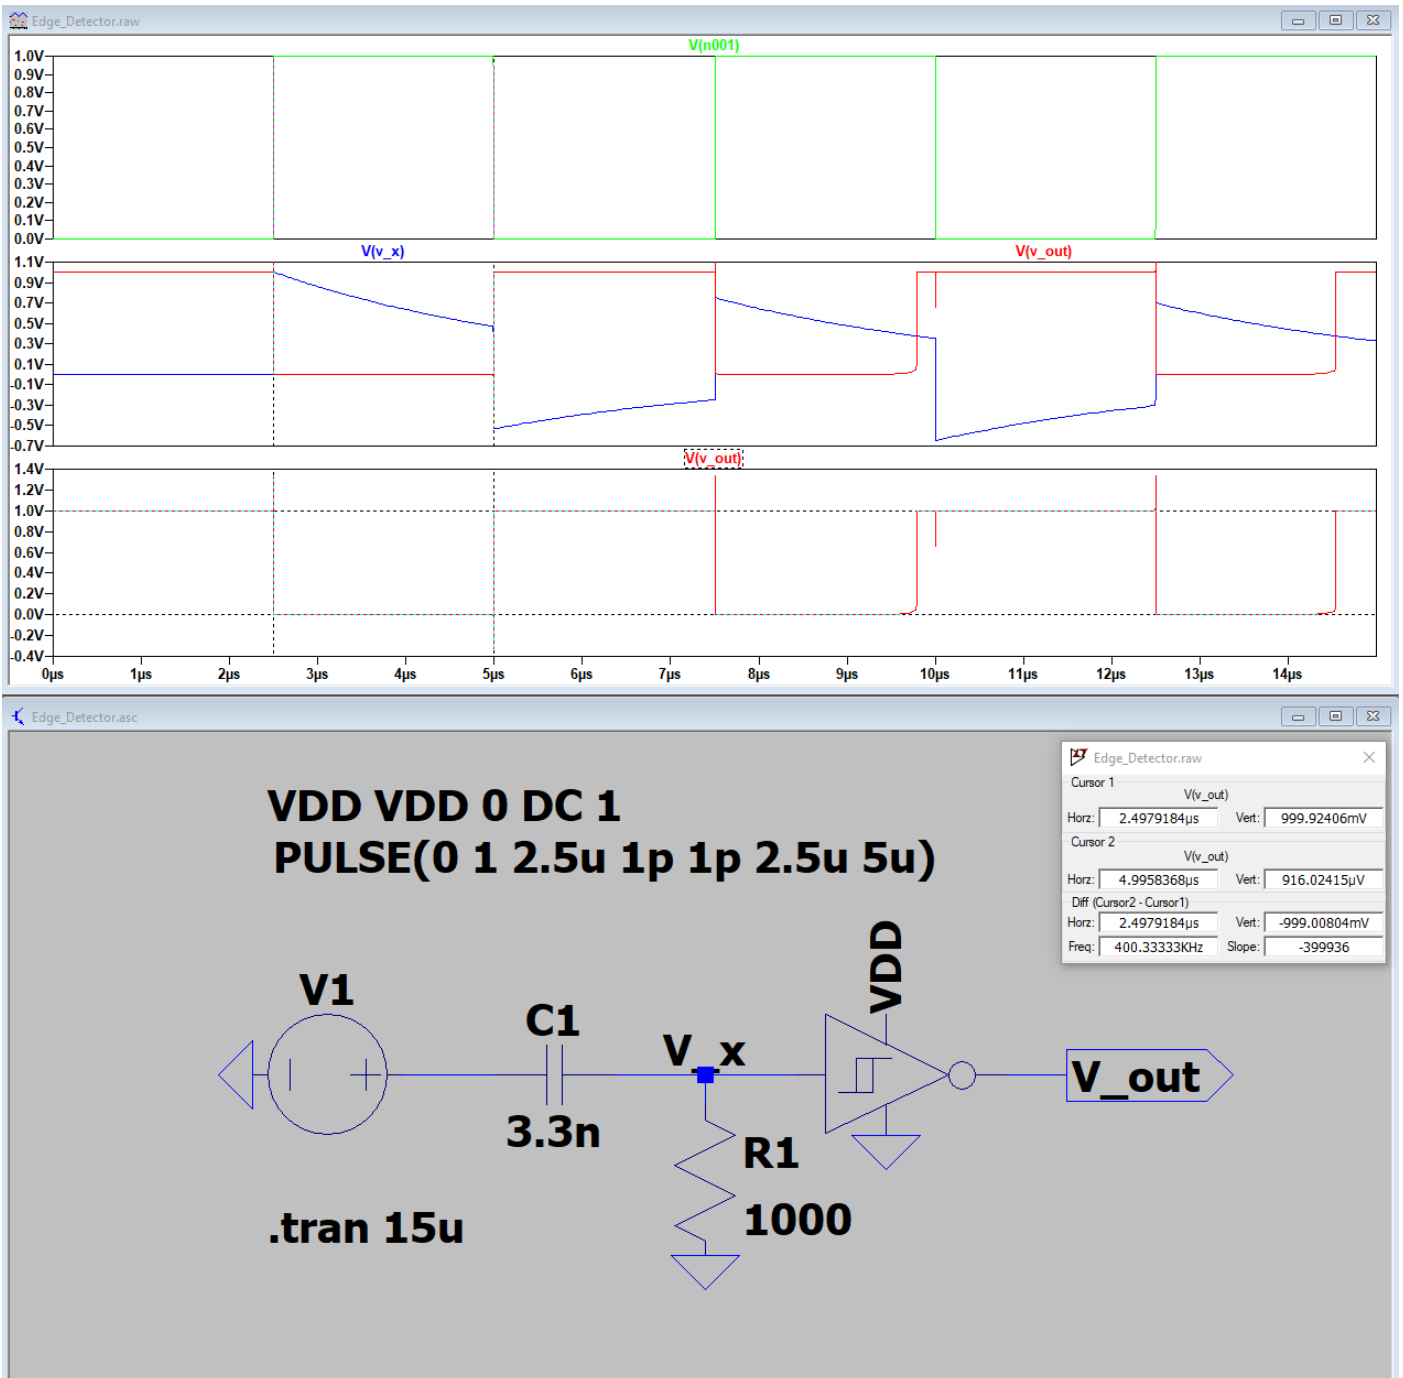 Edge_Detector.raw
V(n001)
1.0V
0.9V
0.8V
0.7V
0.6V
0.5V
0.4V
0.3V
0.2V
0.1V
0.0V
V(v_x) V(v_out)
1.1V
0.9V
0.7V
0.5V
0.3V
0.1V
-0.1V
-0.3V
-0.5V
-0.7V
V(v_out)
1.4V
1.2V
1.0V
0.8V
0.6V
0.4V
0.2V
0.0V
-0.2V
-0.4V
0µs 1µs 2µs 3µs 4µs 5µs 6µs 7µs 8µs 9µs 10µs 11µs 12µs 13µs 14µs
Edge_Detector.asc
Edge_Detector.raw
Cursor 1
V(v_out)
Horz: 2.4979184µs Vert: 999.92406mV
Cursor 2
V(v_out)
Horz: 4.9958368µs Vert: 916.02415µV
Diff (Cursor2 - Cursor1)
Horz: 2.4979184µs Vert: -999.00804mV
Freq: 400.33333KHz Slope: -399936
VDD VDD 0 DC 1
PULSE(0 1 2.5u 1p 1p 2.5u 5u)
VDD
V1
C1
V_x
V_out
3.3n
R1
1000
.tran 15u